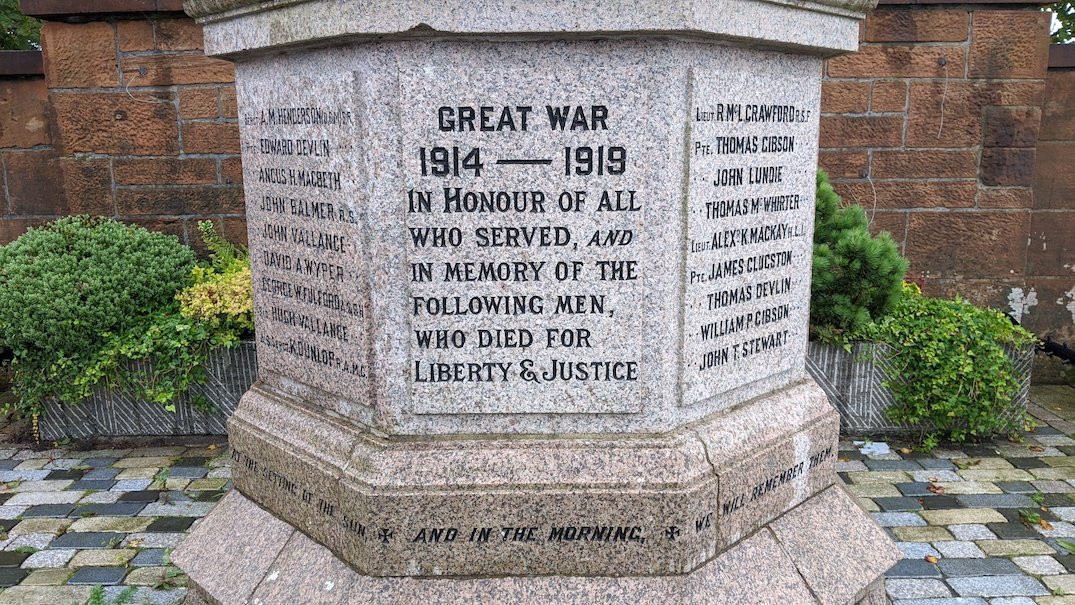 A. M. HENDERSON
EDWARD DEVLIN
ANGUS H. MACBETH
JOHN BALMER R.S.
JOHN VALLANCE
DAVID A. WYPER
GEORGE W. FULFORD
HUGH VALLANCE
K. DUNLOP R.A.M.C.
GREAT WAR
1914 — 1919
IN HONOUR OF ALL
WHO SERVED, AND
IN MEMORY OF THE
FOLLOWING MEN,
WHO DIED FOR
LIBERTY & JUSTICE
LIEUT. R. McL CRAWFORD R.S.F.
PTE. THOMAS GIBSON
" JOHN LUNDIE
" THOMAS McWHIRTER
LIEUT. ALEXR. K. MACKAY H.L.I.
PTE. JAMES CLUGSTON
" THOMAS DEVLIN
" WILLIAM P. GIBSON
" JOHN T. STEWART
AT THE SETTING OF THE SUN ✠ AND IN THE MORNING, ✠ WE WILL REMEMBER THEM.